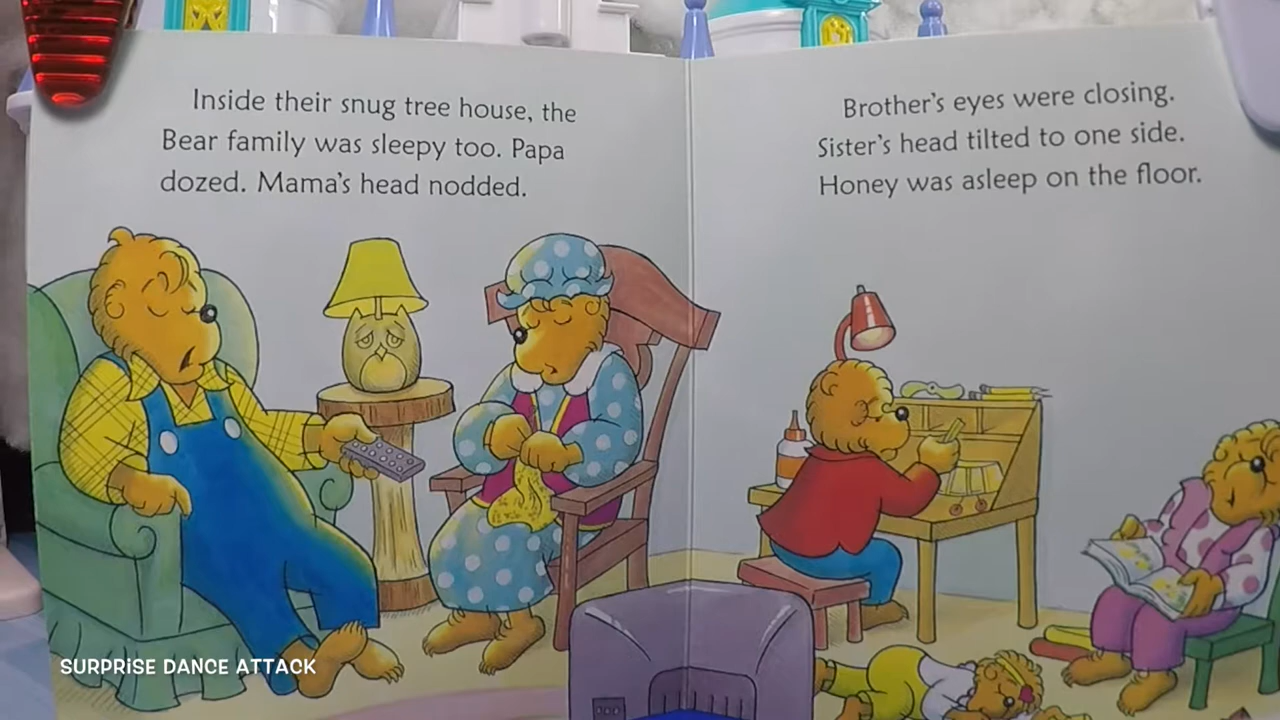 Inside their snug tree house, the
Bear family was sleepy too. Papa
dozed. Mama's head nodded.
Brother's eyes were closing.
Sister's head tilted to one side.
Honey was asleep on the floor.
SURPRiSE DANCE ATTACK